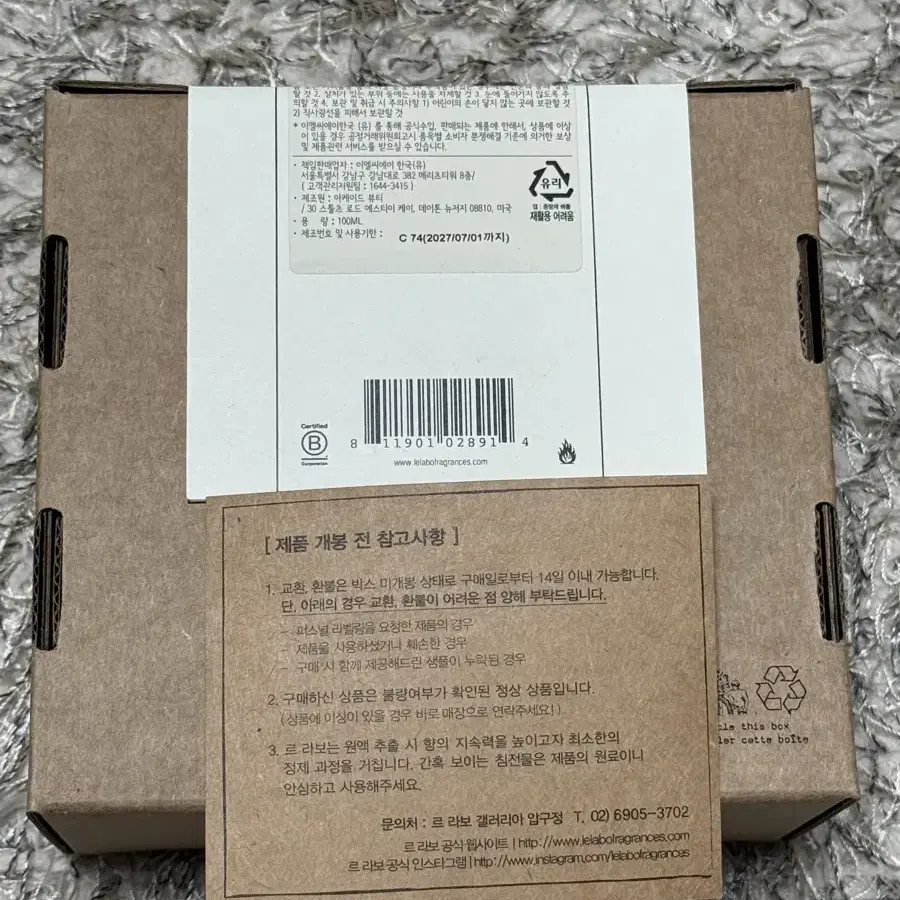 할 것 2. 상처가 있는 부위 등에는 사용을 자제할 것 3. 눈에 들어가지 않도록 주
의할 것 4. 보관 및 취급 시 주의사항 1) 어린이의 손이 닿지 않는 곳에 보관할 것
2) 직사광선을 피해서 보관할 것
* 이엘씨에이한국 (유) 를 통해 공식수입, 판매되는 제품에 한해서, 상품에 이상
이 있을 경우 공정거래위원회고시 품목별 소비자 분쟁해결 기준에 의거한 보상
및 제품관련 서비스를 받으실 수 있습니다.
· 책임판매업자 : 이엘씨에이 한국(유)
서울특별시 강남구 강남대로 382 메리츠타워 8층/
( 고객관리지원팀 : 1644-3415 )
· 제조원 : 아케이드 뷰티
/ 30 스툴츠 로드 에스티이 케이, 데이톤 뉴저지 08810, 미국
· 용 량 : 100ML
· 제조번호 및 사용기한 : C 74(2027/07/01까지)
유리
캡 : 종량제 배출
재활용 어려움
Certified
B
Corporation
8 11901 02891 4
www.lelabofragrances.com
[ 제품 개봉 전 참고사항 ]
1. 교환, 환불은 박스 미개봉 상태로 구매일로부터 14일 이내 가능합니다.
단, 아래의 경우 교환, 환불이 어려운 점 양해 부탁드립니다.
- 퍼스널 라벨링을 요청한 제품의 경우
- 제품을 사용하셨거나 훼손한 경우
- 구매 시 함께 제공해드린 샘플이 누락된 경우
2. 구매하신 상품은 불량여부가 확인된 정상 상품입니다.
( 상품에 이상이 있을 경우 바로 매장으로 연락주세요! )
3. 르 라보는 원액 추출 시 향의 지속력을 높이고자 최소한의
정제 과정을 거칩니다. 간혹 보이는 침전물은 제품의 원료이니
안심하고 사용해주세요.
문의처 : 르 라보 갤러리아 압구정 T. 02) 6905-3702
르 라보 공식 웹사이트 | http://www.lelabofragrances.com
르 라보 공식 인스타그램 | http://www.instagram.com/lelabofragrances
this box
cette boîte